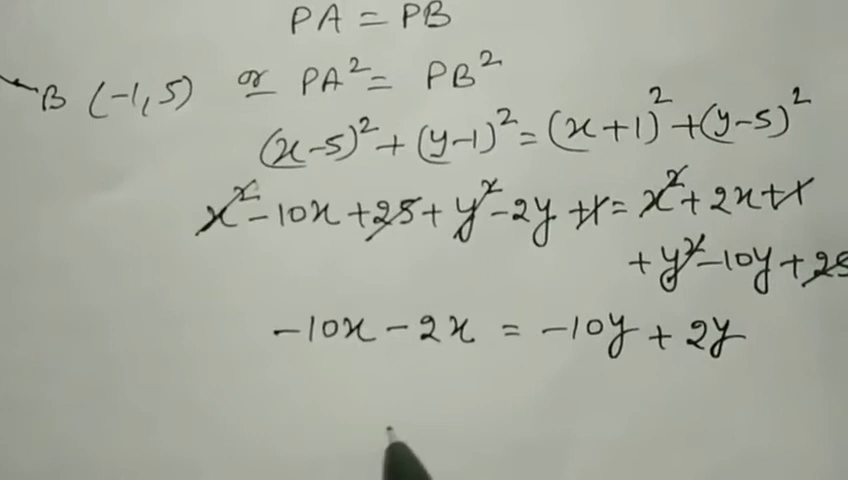 PA = PB
B (-1, 5) or PA² = PB²
(x-5)² + (y-1)² = (x+1)² + (y-5)²
x² - 10x + 25 + y² - 2y + 1 = x² + 2x + 1
+ y² - 10y + 25
-10x - 2x = -10y + 2y